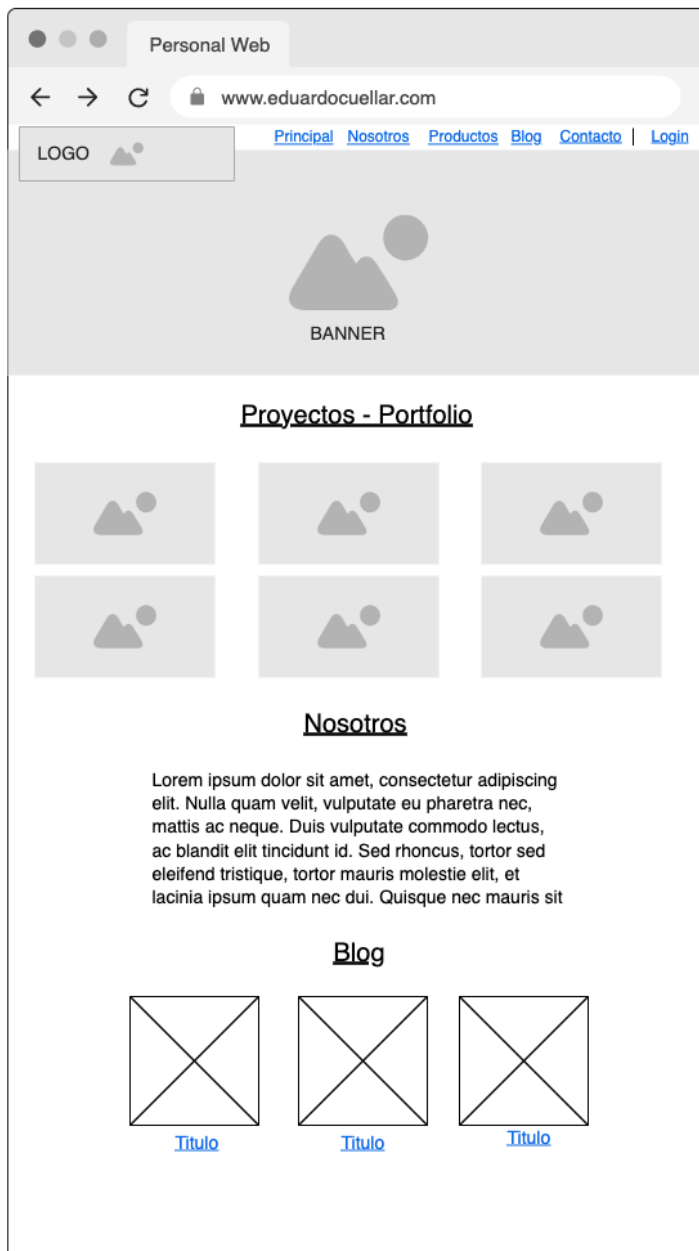 Personal Web
www.eduardocuellar.com
LOGO
Principal Nosotros Productos Blog Contacto | Login
BANNER
Proyectos - Portfolio
Nosotros
Lorem ipsum dolor sit amet, consectetur adipiscing
elit. Nulla quam velit, vulputate eu pharetra nec,
mattis ac neque. Duis vulputate commodo lectus,
ac blandit elit tincidunt id. Sed rhoncus, tortor sed
eleifend tristique, tortor mauris molestie elit, et
lacinia ipsum quam nec dui. Quisque nec mauris sit
Blog
Titulo Titulo Titulo